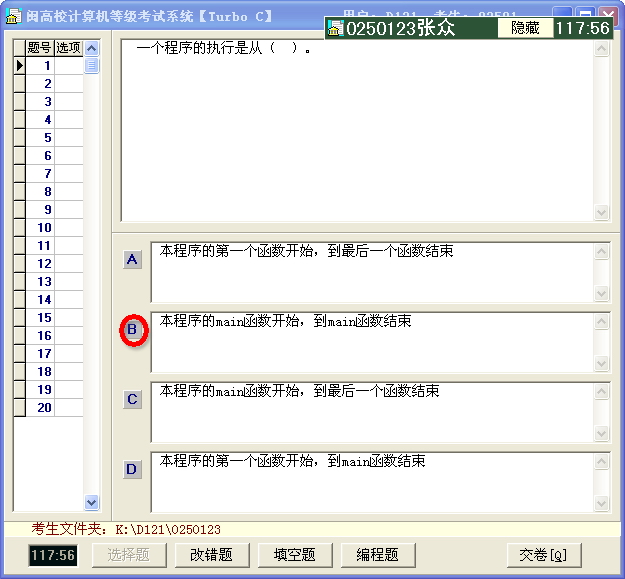 闽高校计算机等级考试系统【Turbo C】
0250123张众 隐藏 117:56
题号 选项
1
2
3
4
5
6
7
8
9
10
11
12
13
14
15
16
17
18
19
20
一个程序的执行是从（ ）。
A 本程序的第一个函数开始，到最后一个函数结束
B 本程序的main函数开始，到main函数结束
C 本程序的main函数开始，到最后一个函数结束
D 本程序的第一个函数开始，到main函数结束
考生文件夹：K:\D121\0250123
117:56 选择题 改错题 填空题 编程题 交卷[Q]